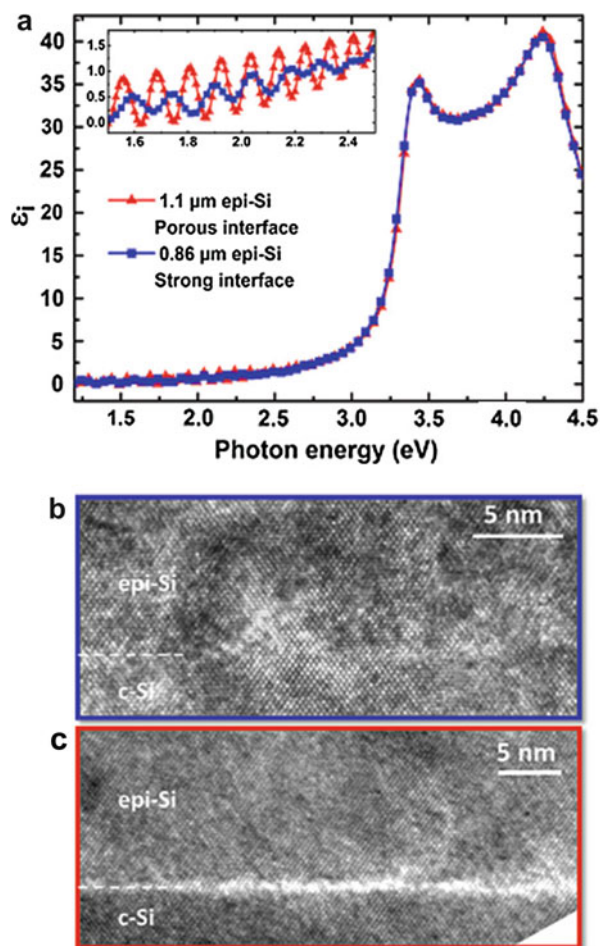 a
40
35
30
25
20
15
10
5
0
εi
1.5
1.0
0.5
0.0
1.6 1.8 2.0 2.2 2.4
1.1 μm epi-Si
Porous interface
0.86 μm epi-Si
Strong interface
1.5 2.0 2.5 3.0 3.5 4.0 4.5
Photon energy (eV)
b
5 nm
epi-Si
c-Si
c
5 nm
epi-Si
c-Si